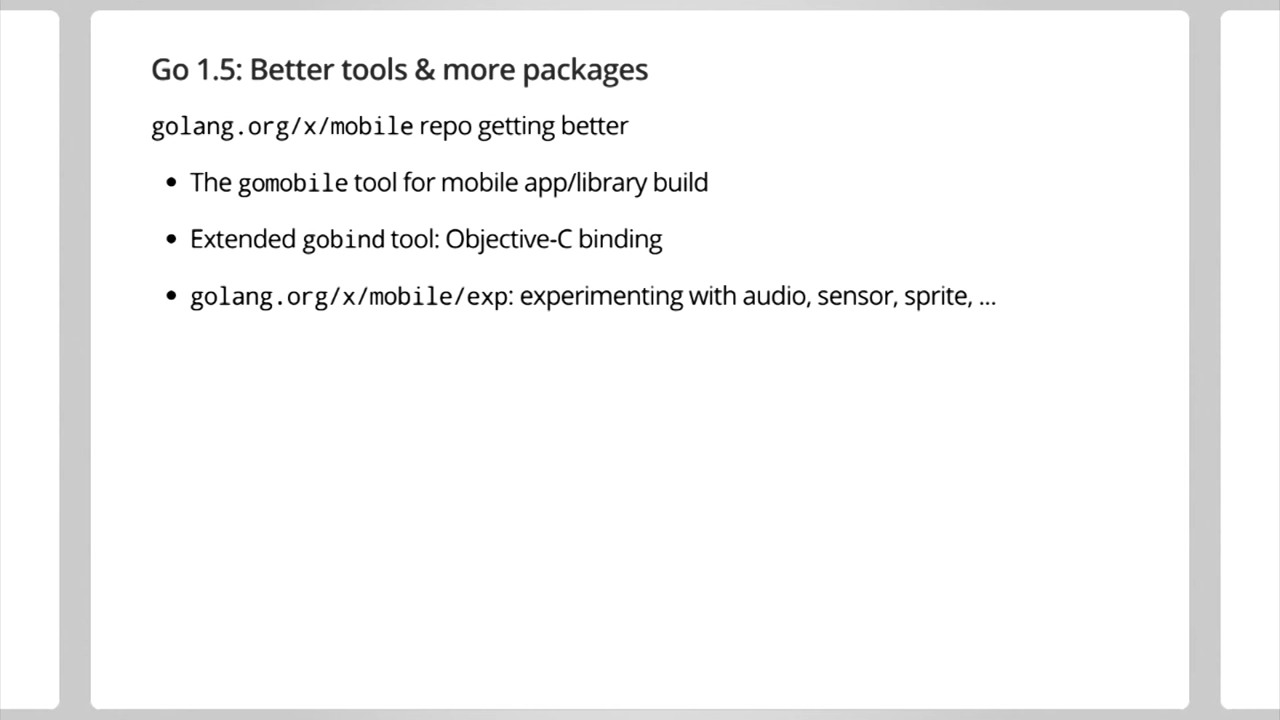 Go 1.5: Better tools & more packages
golang.org/x/mobile repo getting better
• The gomobile tool for mobile app/library build
• Extended gobind tool: Objective-C binding
• golang.org/x/mobile/exp: experimenting with audio, sensor, sprite, ...